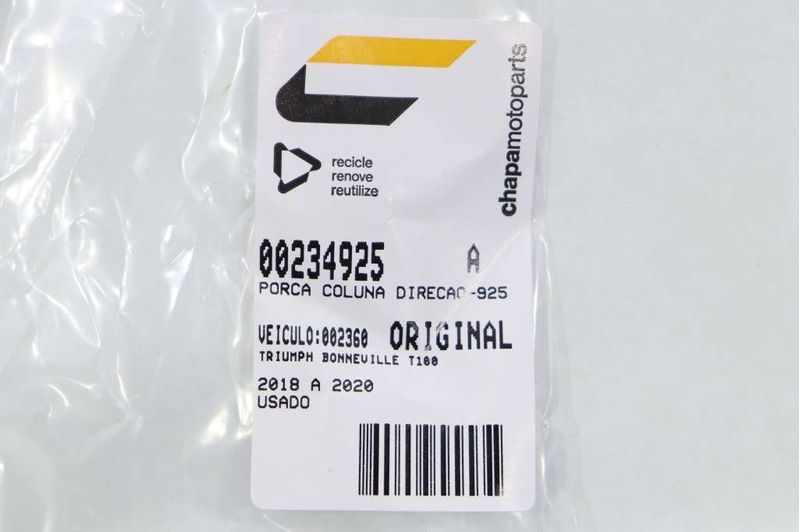 chapamotoparts
recicle
renove
reutilize
00234925 A
PORCA COLUNA DIRECAO-925
VEICULO:002360 ORIGINAL
TRIUMPH BONNEVILLE T100
2018 A 2020
USADO